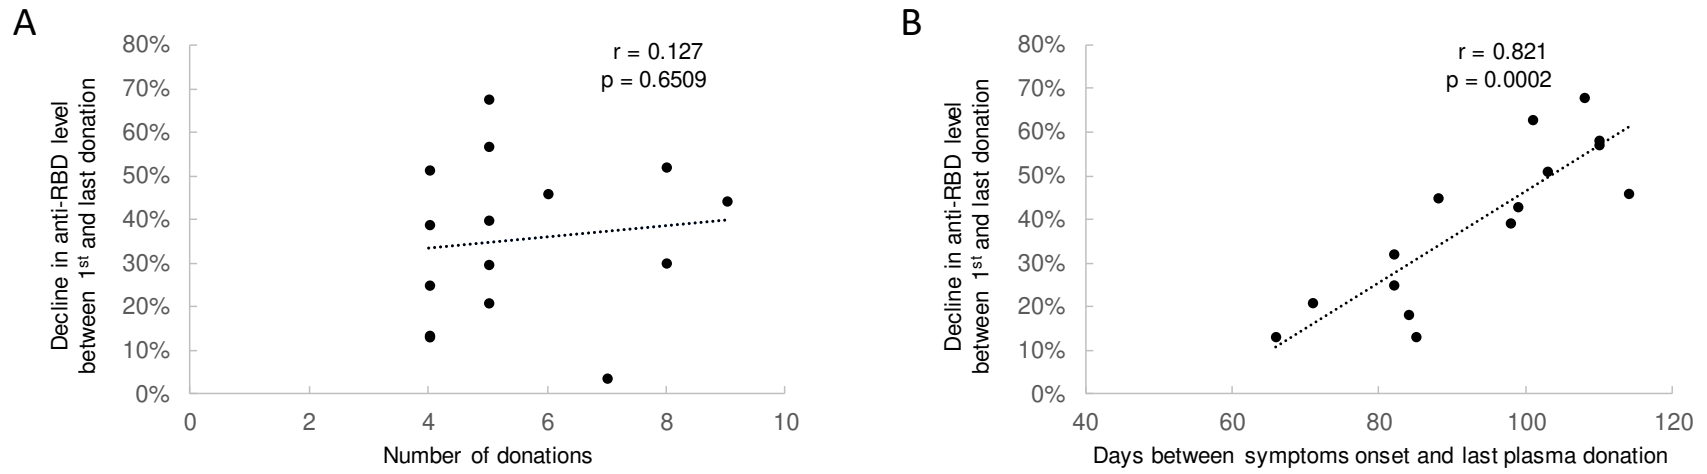 A
80%
70%
60%
50%
40%
30%
20%
10%
0%
0 2 4 6 8 10
Decline in anti-RBD level
between 1st and last donation
Number of donations
r = 0.127
p = 0.6509
B
80%
70%
60%
50%
40%
30%
20%
10%
0%
40 60 80 100 120
Decline in anti-RBD level
between 1st and last donation
Days between symptoms onset and last plasma donation
r = 0.821
p = 0.0002